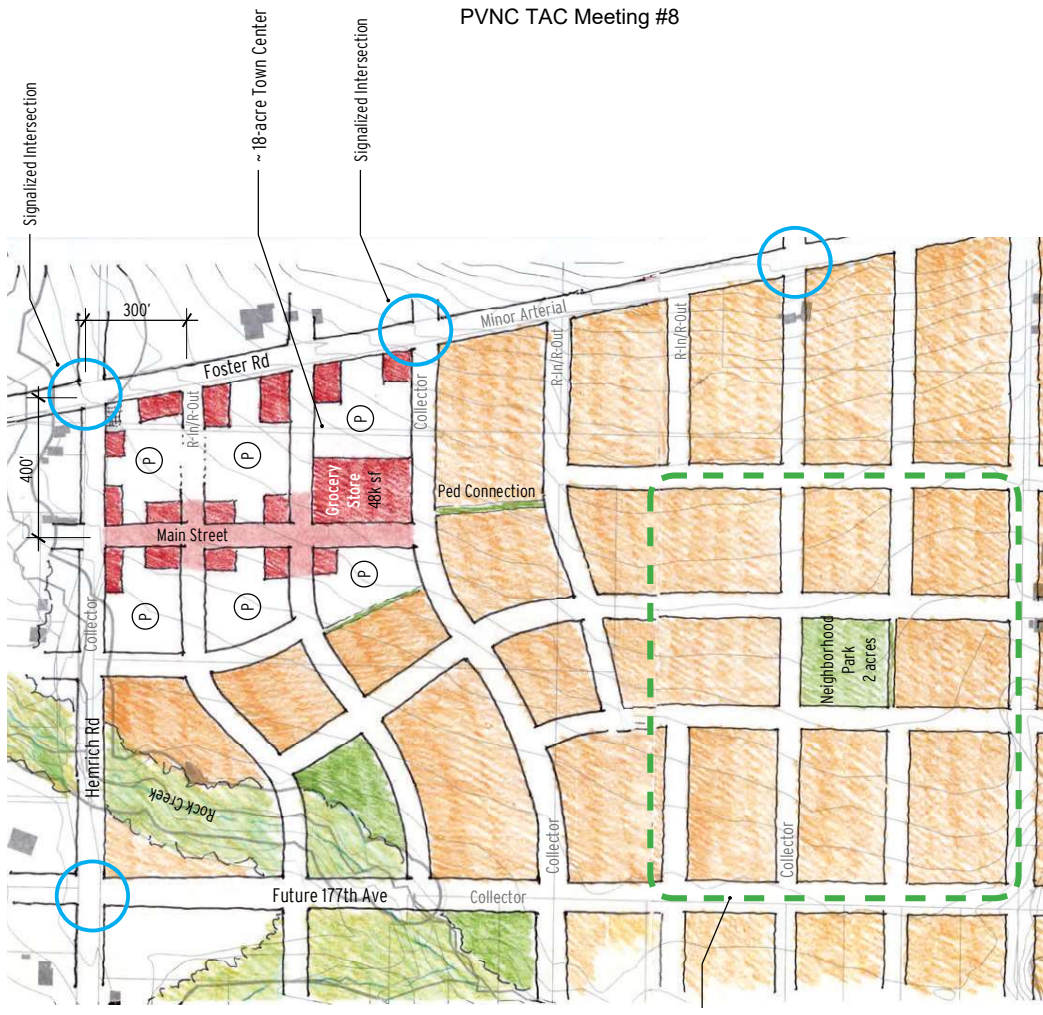 PVNC TAC Meeting #8
Signalized Intersection
~ 18-acre Town Center
Signalized Intersection
300'
400'
Foster Rd
Minor Arterial
R-In/R-Out
R-In/R-Out
R-In/R-Out
Collector
P
P
P
Grocery
Store
48k sf
Ped Connection
Main Street
P
P
P
Collector
Hemrich Rd
Rock Creek
Neighborhood
Park
2 acres
Collector
Collector
Future 177th Ave
Collector